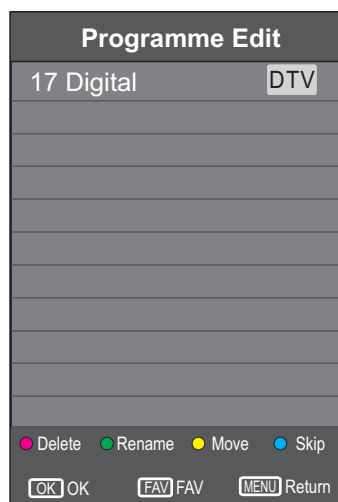 Programme Edit
17 Digital DTV
Delete Rename Move Skip
OK OK FAV FAV MENU Return